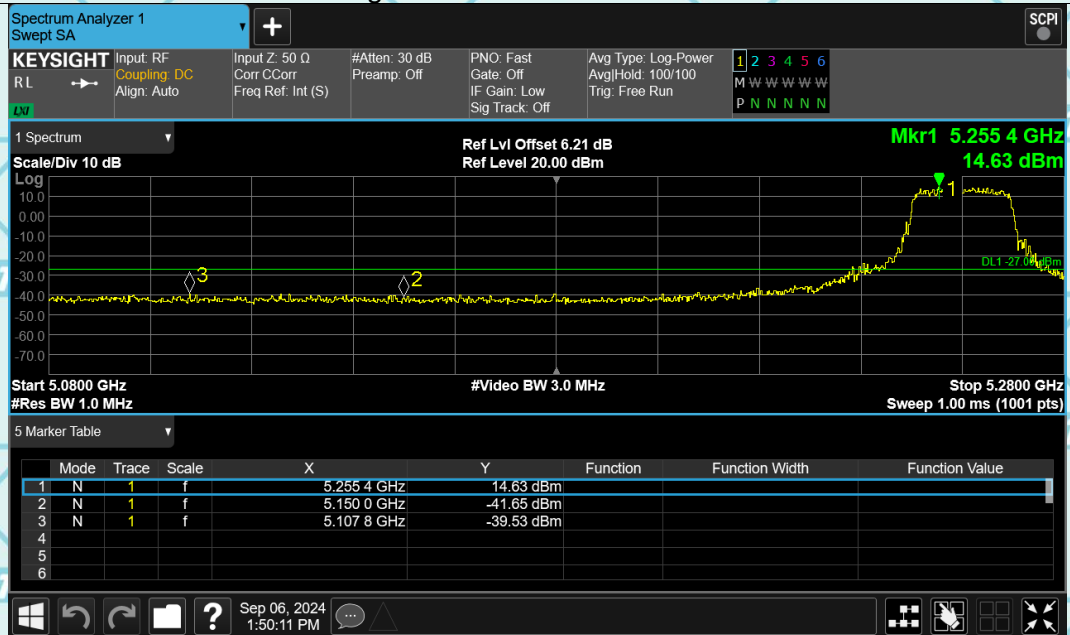 Spectrum Analyzer 1
Swept SA
+
SCPI
KEYSIGHT
RL
LXI
Input: RF
Coupling: DC
Align: Auto
Input Z: 50 Ω
Corr CCorr
Freq Ref: Int (S)
#Atten: 30 dB
Preamp: Off
PNO: Fast
Gate: Off
IF Gain: Low
Sig Track: Off
Avg Type: Log-Power
Avg|Hold: 100/100
Trig: Free Run
1 2 3 4 5 6
M W W W W W
P N N N N N
1 Spectrum
Scale/Div 10 dB
Ref Lvl Offset 6.21 dB
Ref Level 20.00 dBm
Mkr1 5.255 4 GHz
14.63 dBm
Log
10.0
0.00
-10.0
-20.0
-30.0
-40.0
-50.0
-60.0
-70.0
1
3
2
DL1 -27.00 dBm
Start 5.0800 GHz
#Video BW 3.0 MHz
Stop 5.2800 GHz
#Res BW 1.0 MHz
Sweep 1.00 ms (1001 pts)
5 Marker Table
Mode Trace Scale X Y Function Function Width Function Value
1 N 1 f 5.255 4 GHz 14.63 dBm
2 N 1 f 5.150 0 GHz -41.65 dBm
3 N 1 f 5.107 8 GHz -39.53 dBm
4
5
6
?
Sep 06, 2024
1:50:11 PM